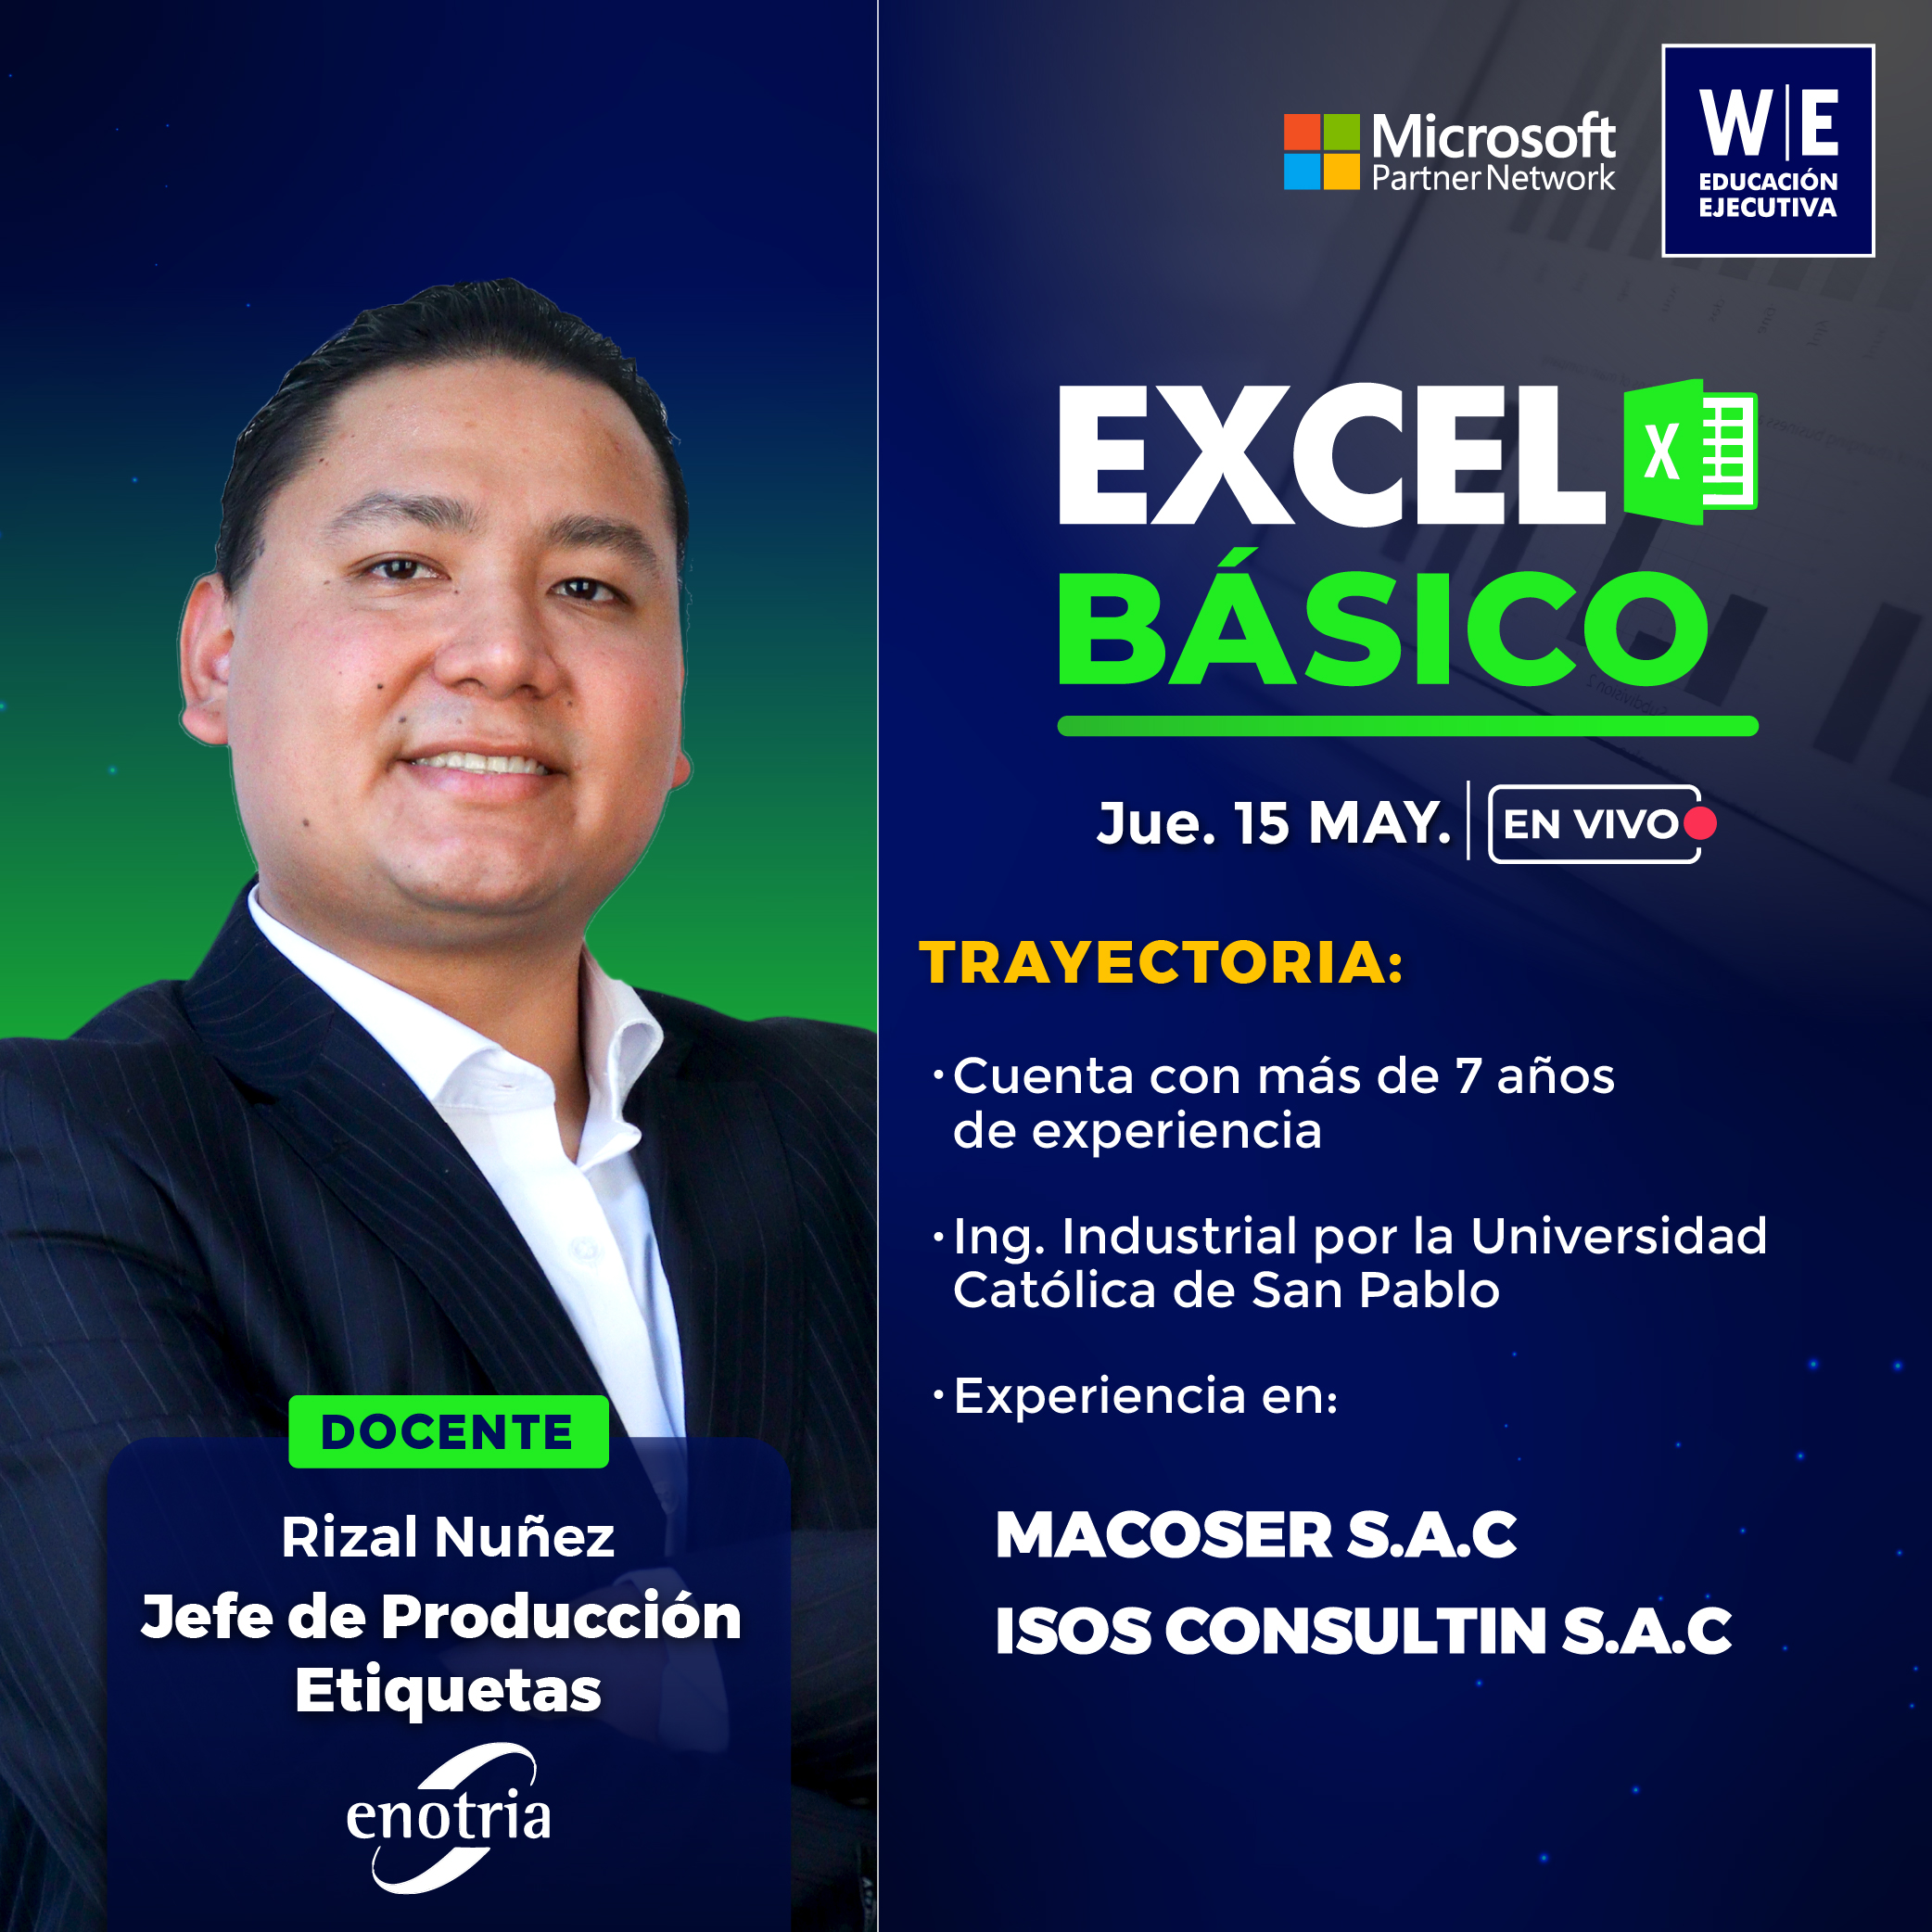 Microsoft
Partner Network
W|E
EDUCACIÓN
EJECUTIVA
EXCEL X
BÁSICO
Jue. 15 MAY. | EN VIVO
TRAYECTORIA:
· Cuenta con más de 7 años
de experiencia
· Ing. Industrial por la Universidad
Católica de San Pablo
· Experiencia en:
MACOSER S.A.C
ISOS CONSULTIN S.A.C
DOCENTE
Rizal Nuñez
Jefe de Producción
Etiquetas
enotria